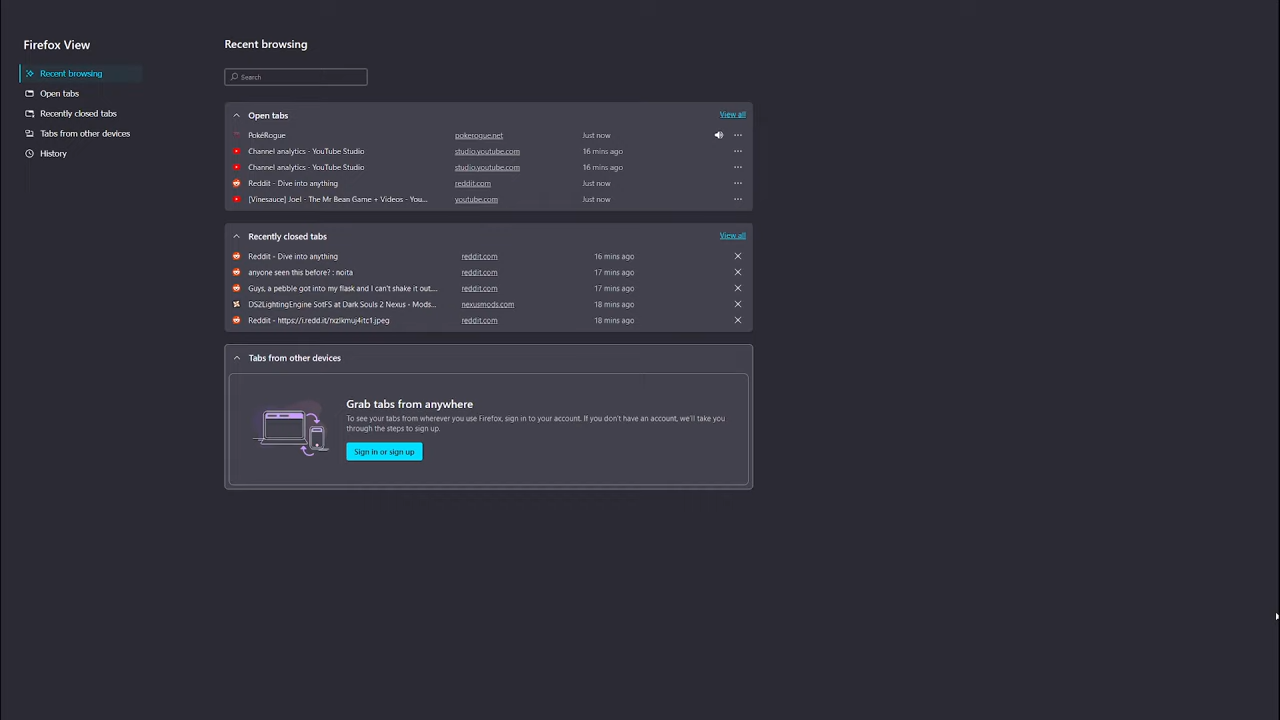 Firefox View
Recent browsing
Open tabs
Recently closed tabs
Tabs from other devices
History
Recent browsing
Search
Open tabs
View all
PokéRogue pokerogue.net Just now
Channel analytics - YouTube Studio studio.youtube.com 16 mins ago
Channel analytics - YouTube Studio studio.youtube.com 16 mins ago
Reddit - Dive into anything reddit.com Just now
[Vinesauce] Joel - The Mr Bean Game + Videos - You... youtube.com Just now
Recently closed tabs
View all
Reddit - Dive into anything reddit.com 16 mins ago
anyone seen this before? : noita reddit.com 17 mins ago
Guys, a pebble got into my flask and I can't shake it out.... reddit.com 17 mins ago
DS2LightingEngine SotFS at Dark Souls 2 Nexus - Mods... nexusmods.com 18 mins ago
Reddit - reddit.com 18 mins ago
Tabs from other devices
Grab tabs from anywhere
To see your tabs from wherever you use Firefox, sign in to your account. If you don't have an account, we'll take you
through the steps to sign up.
Sign in or sign up